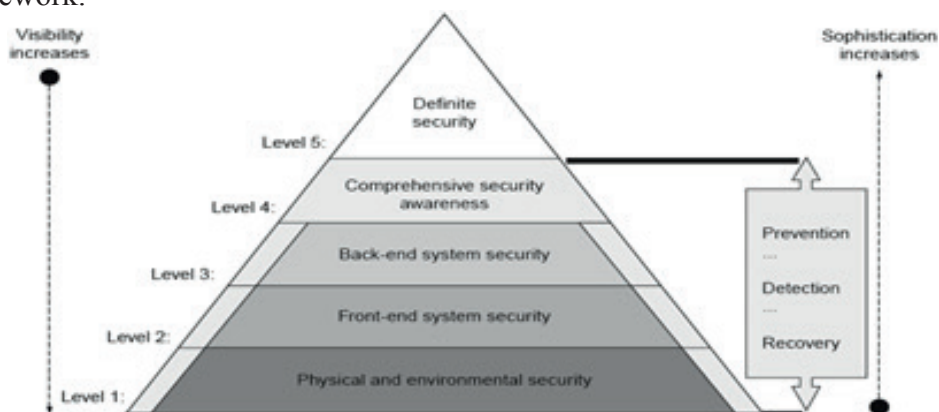 Visibility
increases
Sophistication
increases
Definite
security
Level 5:
Comprehensive security
awareness
Level 4:
Prevention
...
Back-end system security
Level 3:
Detection
...
Front-end system security
Level 2:
Recovery
Physical and environmental security
Level 1: